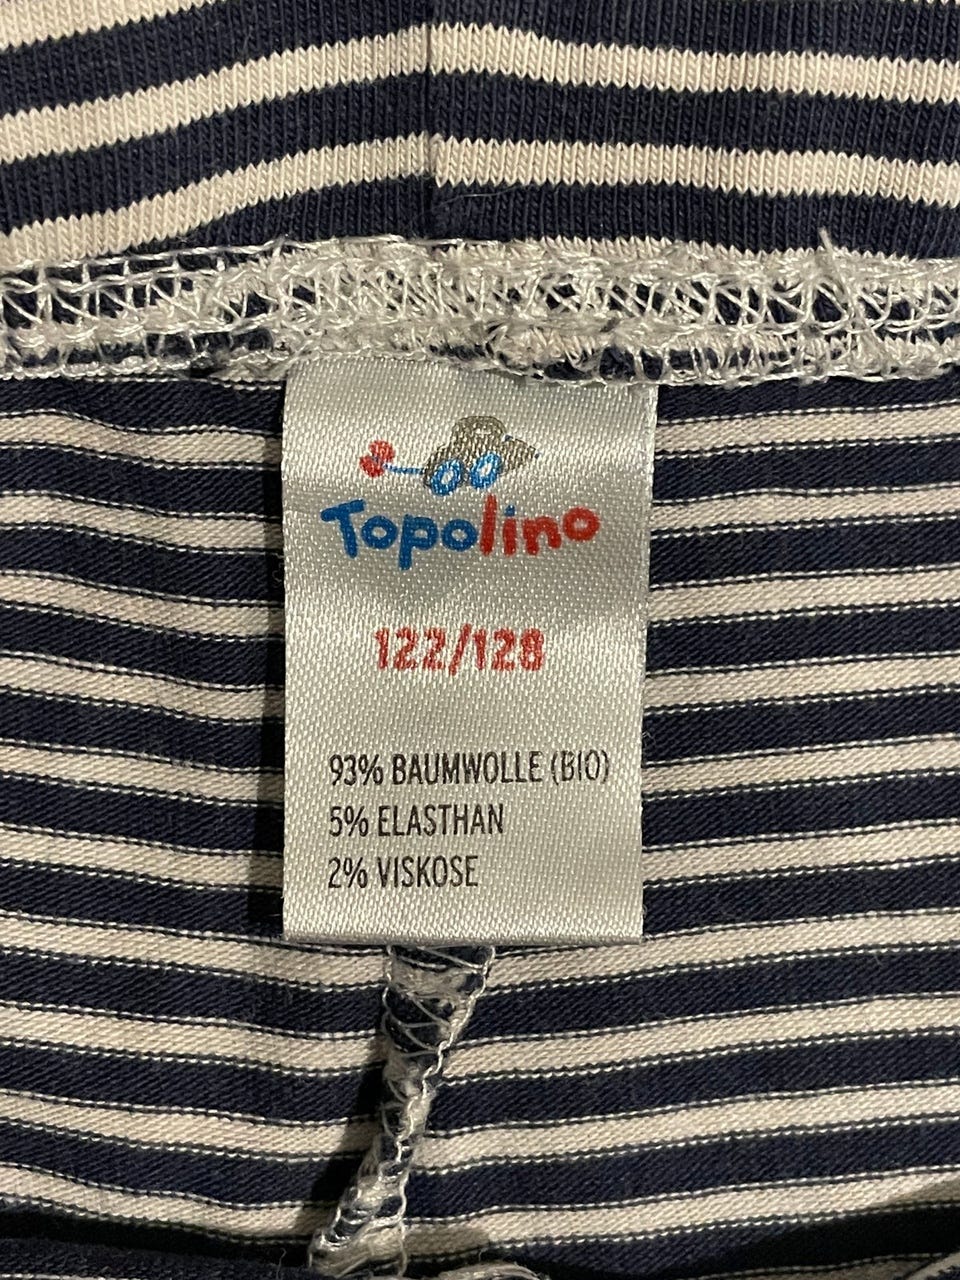 Topolino
122/128
93% BAUMWOLLE (BIO)
5% ELASTHAN
2% VISKOSE